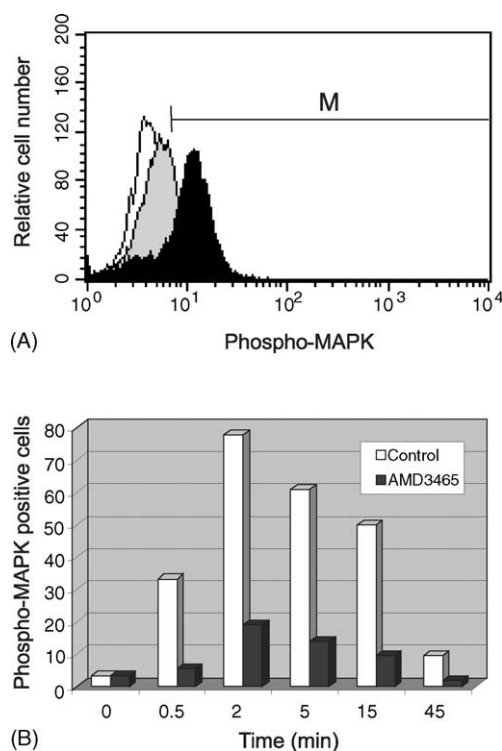 200
160
120
80
40
0
Relative cell number
M
10^0 10^1 10^2 10^3 10^4
Phospho-MAPK
(A)
80
70
60
50
40
30
20
10
0
Phospho-MAPK positive cells
Control
AMD3465
0 0.5 2 5 15 45
Time (min)
(B)